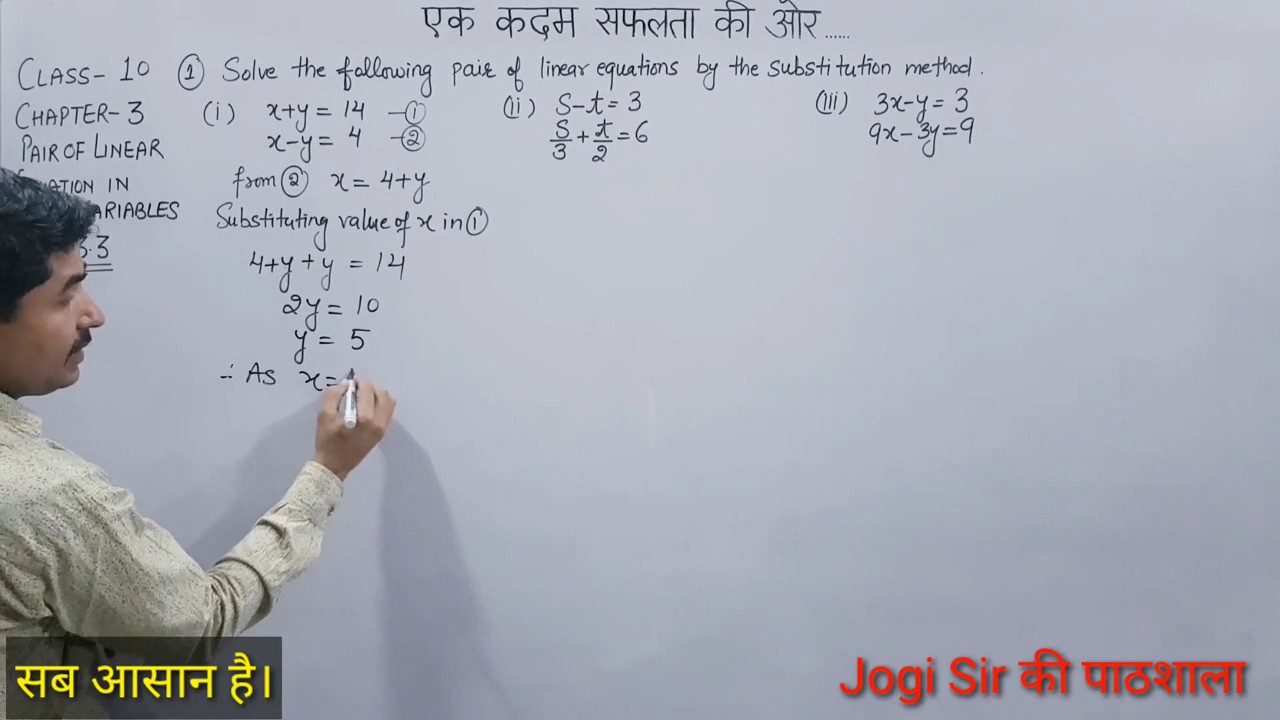 एक कदम सफलता की ओर......
CLASS-10
CHAPTER-3
PAIR OF LINEAR
IN
3.3
① Solve the following pair of linear equations by the substitution method.
(i) x+y = 14 —①
x-y = 4 —②
from ② x = 4+y
Substituting value of x in ①
4+y+y = 14
2y = 10
y = 5
∴ As x =
(ii) S-t = 3
S/3 + t/2 = 6
(iii) 3x-y = 3
9x-3y=9
सब आसान है।
Jogi Sir की पाठशाला